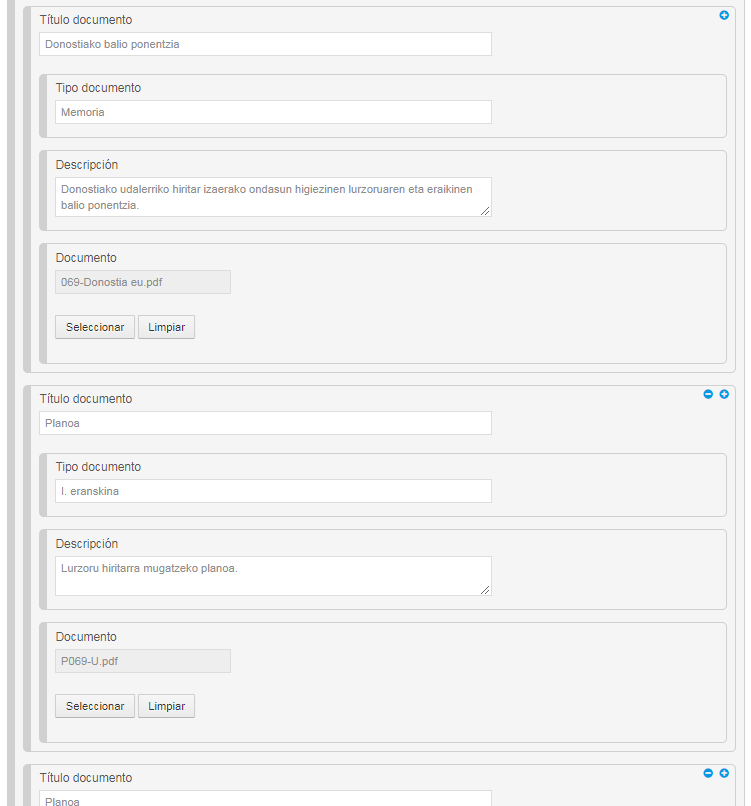 Título documento
Donostiako balio ponentzia
Tipo documento
Memoria
Descripción
Donostiako udalerriko hiritar izaerako ondasun higiezinen lurzoruaren eta eraikinen
balio ponentzia.
Documento
069-Donostia eu.pdf
Seleccionar Limpiar
Título documento
Planoa
Tipo documento
I. eranskina
Descripción
Lurzoru hiritarra mugatzeko planoa.
Documento
P069-U.pdf
Seleccionar Limpiar
Título documento
Planoa